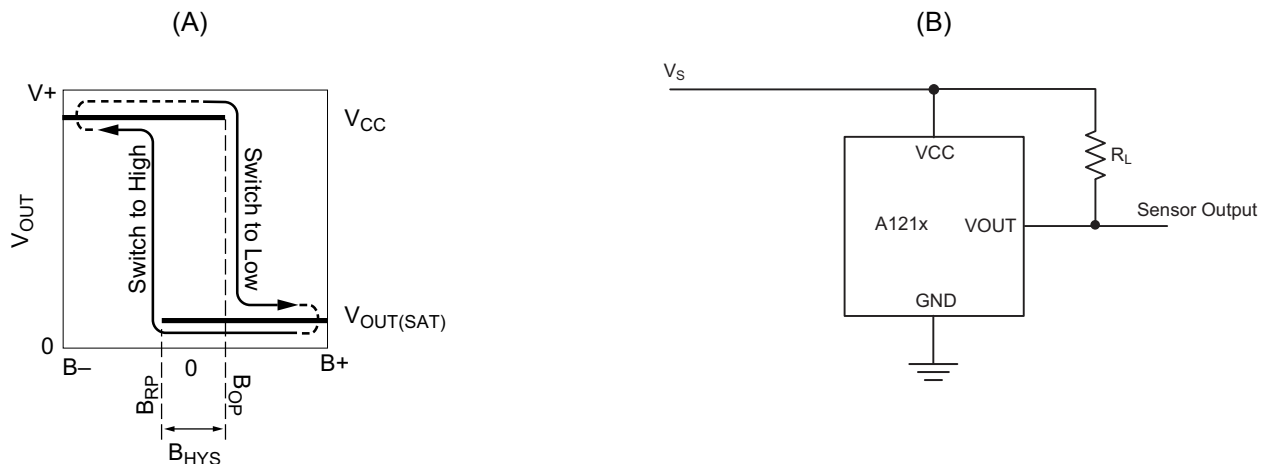 (A)
V+
VCC
Switch to High
Switch to Low
VOUT
VOUT(SAT)
0
B–
0
B+
BRP
BOP
BHYS
(B)
VS
VCC
RL
A121x
VOUT
Sensor Output
GND